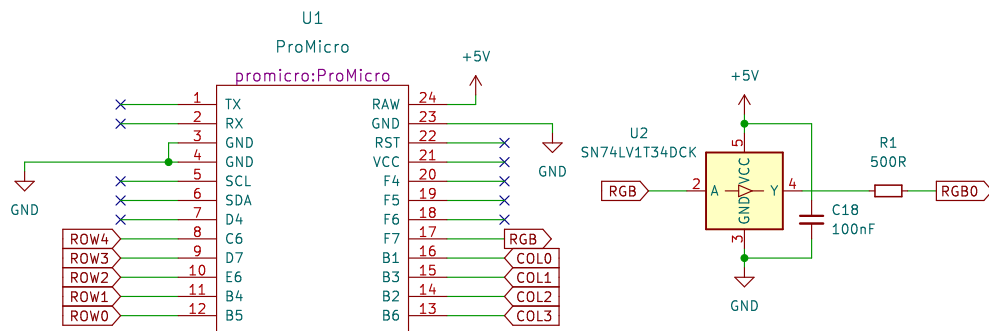 U1
ProMicro
promicro:ProMicro
+5V
1 TX RAW 24
2 RX GND 23
3 GND RST 22
4 GND VCC 21
5 SCL F4 20
6 SDA F5 19
7 D4 F6 18
ROW4 8 C6 F7 17 RGB
ROW3 9 D7 B1 16 COL0
ROW2 10 E6 B3 15 COL1
ROW1 11 B4 B2 14 COL2
ROW0 12 B5 B6 13 COL3
GND
GND
+5V
U2
SN74LV1T34DCK
5
VCC
RGB 2 A Y 4
GND
3
R1
500R
RGB0
C18
100nF
GND